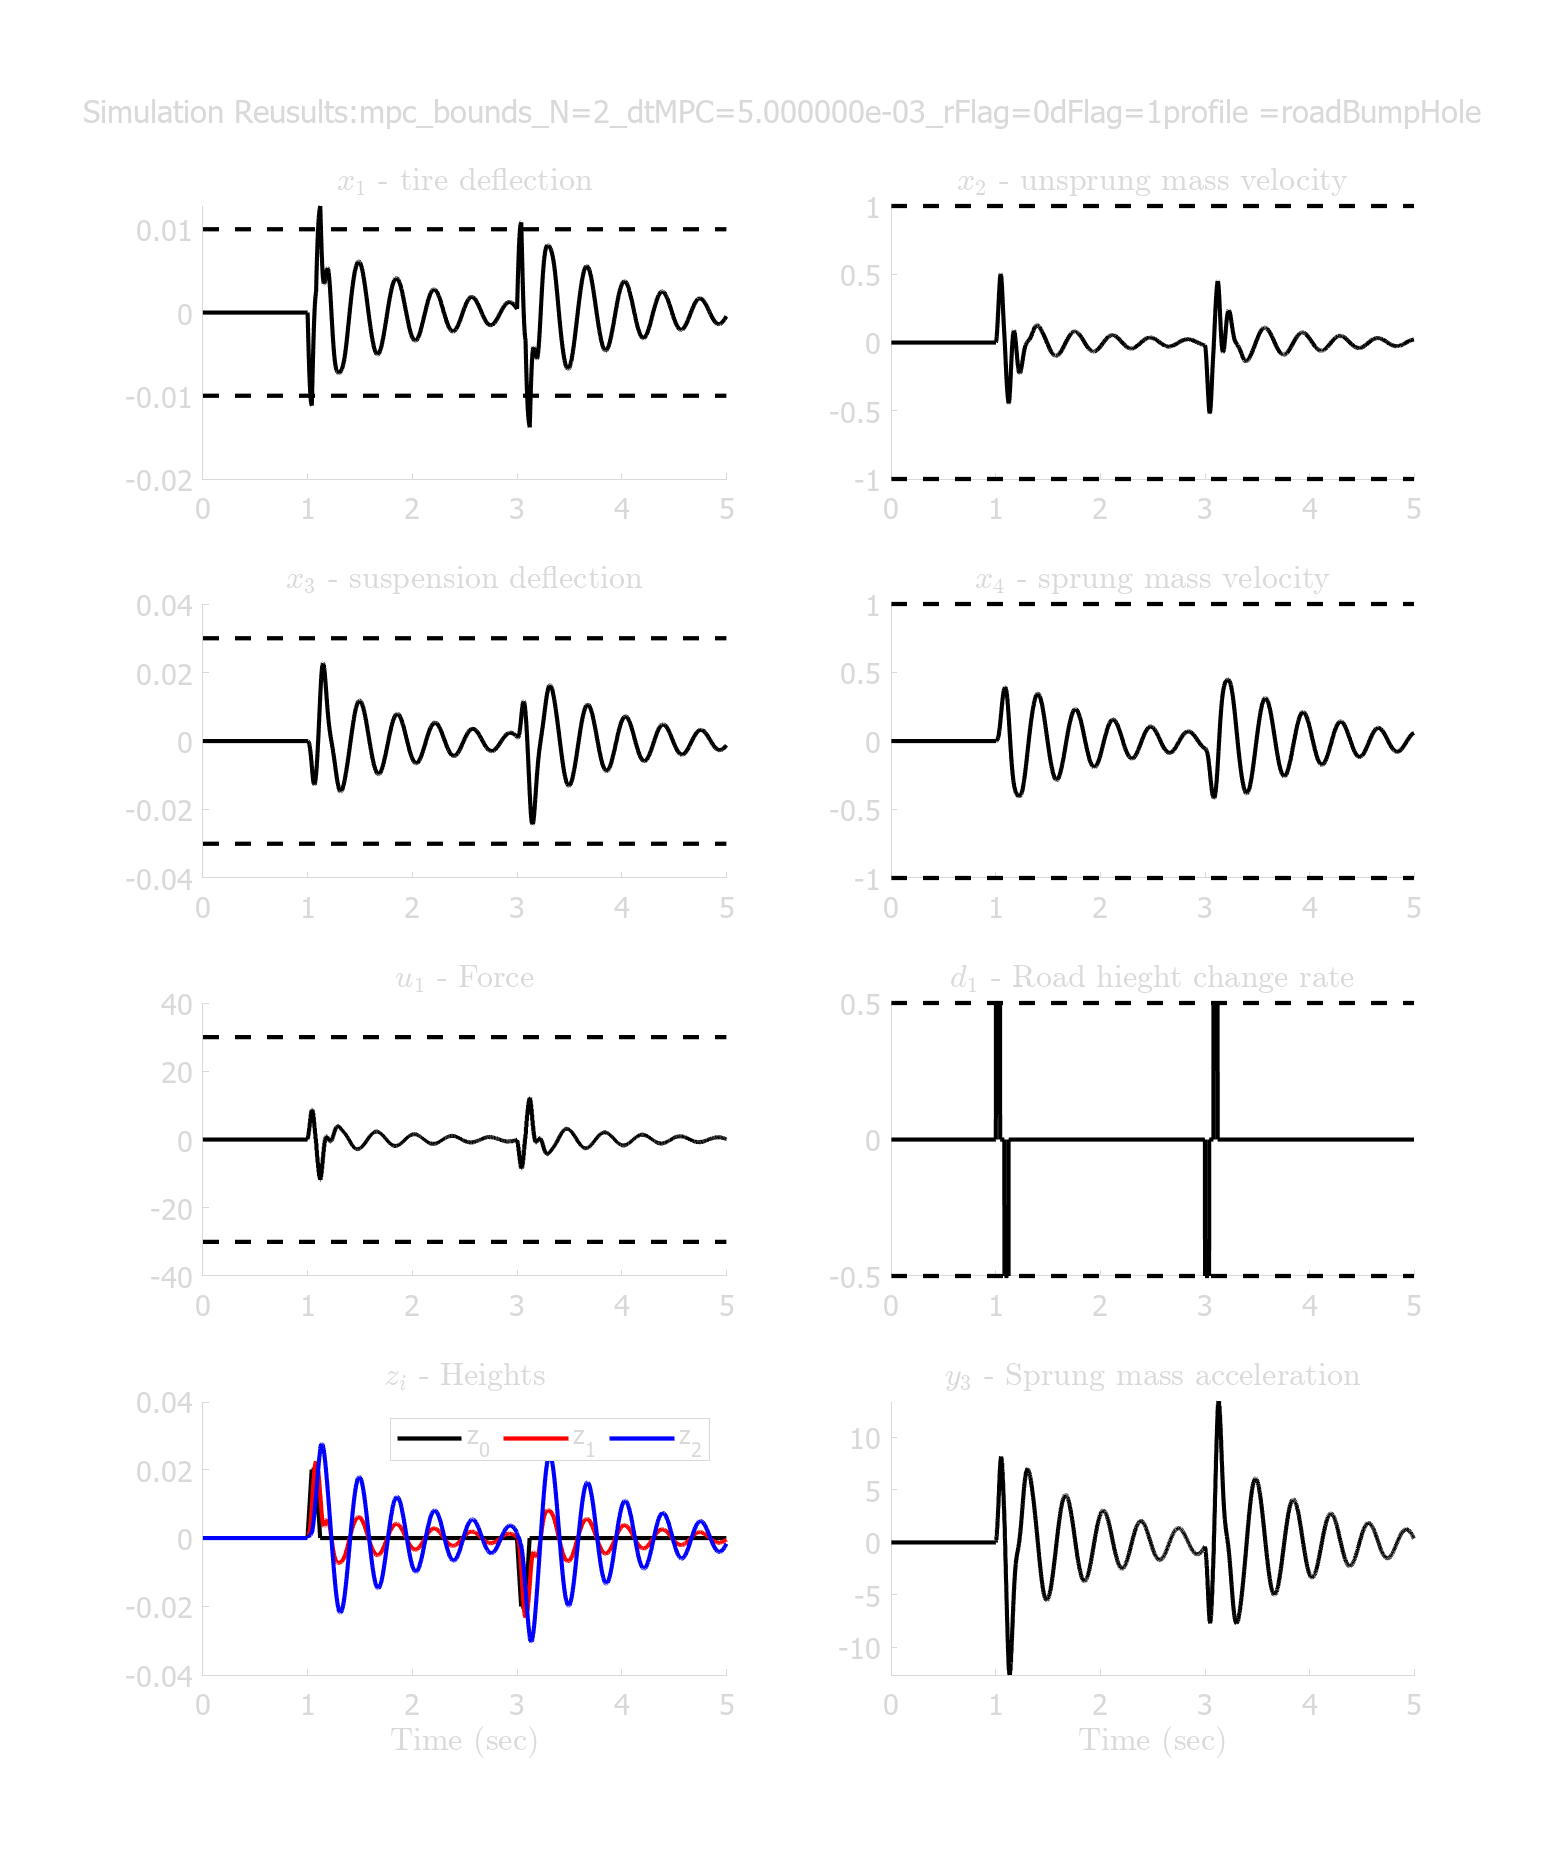 Simulation Reusults:mpc_bounds_N=2_dtMPC=5.000000e-03_rFlag=0dFlag=1profile =roadBumpHole
x₁ - tire deflection
0.01
0
-0.01
-0.02
0 1 2 3 4 5
x₂ - unsprung mass velocity
1
0.5
0
-0.5
-1
0 1 2 3 4 5
x₃ - suspension deflection
0.04
0.02
0
-0.02
-0.04
0 1 2 3 4 5
x₄ - sprung mass velocity
1
0.5
0
-0.5
-1
0 1 2 3 4 5
u₁ - Force
40
20
0
-20
-40
0 1 2 3 4 5
d₁ - Road hieght change rate
0.5
0
-0.5
0 1 2 3 4 5
zᵢ - Heights
z₀ z₁ z₂
0.04
0.02
0
-0.02
-0.04
0 1 2 3 4 5
Time (sec)
y₃ - Sprung mass acceleration
10
5
0
-5
-10
0 1 2 3 4 5
Time (sec)